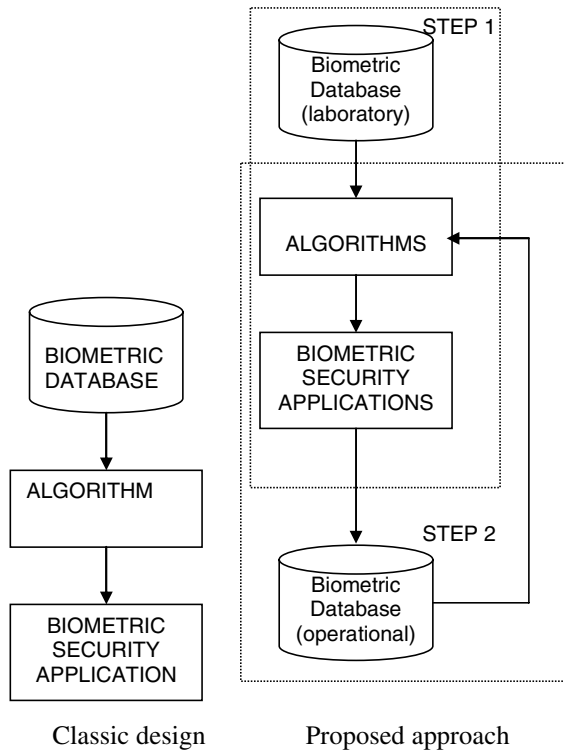 STEP 1
Biometric
Database
(laboratory)
ALGORITHMS
BIOMETRIC
SECURITY
APPLICATIONS
STEP 2
Biometric
Database
(operational)
BIOMETRIC
DATABASE
ALGORITHM
BIOMETRIC
SECURITY
APPLICATION
Classic design
Proposed approach